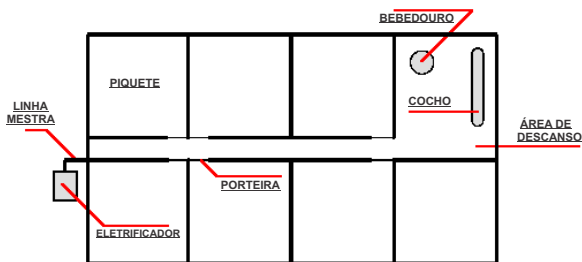 BEBEDOURO
PIQUETE
COCHO
LINHA
MESTRA
ÁREA DE
DESCANSO
PORTEIRA
ELETRIFICADOR